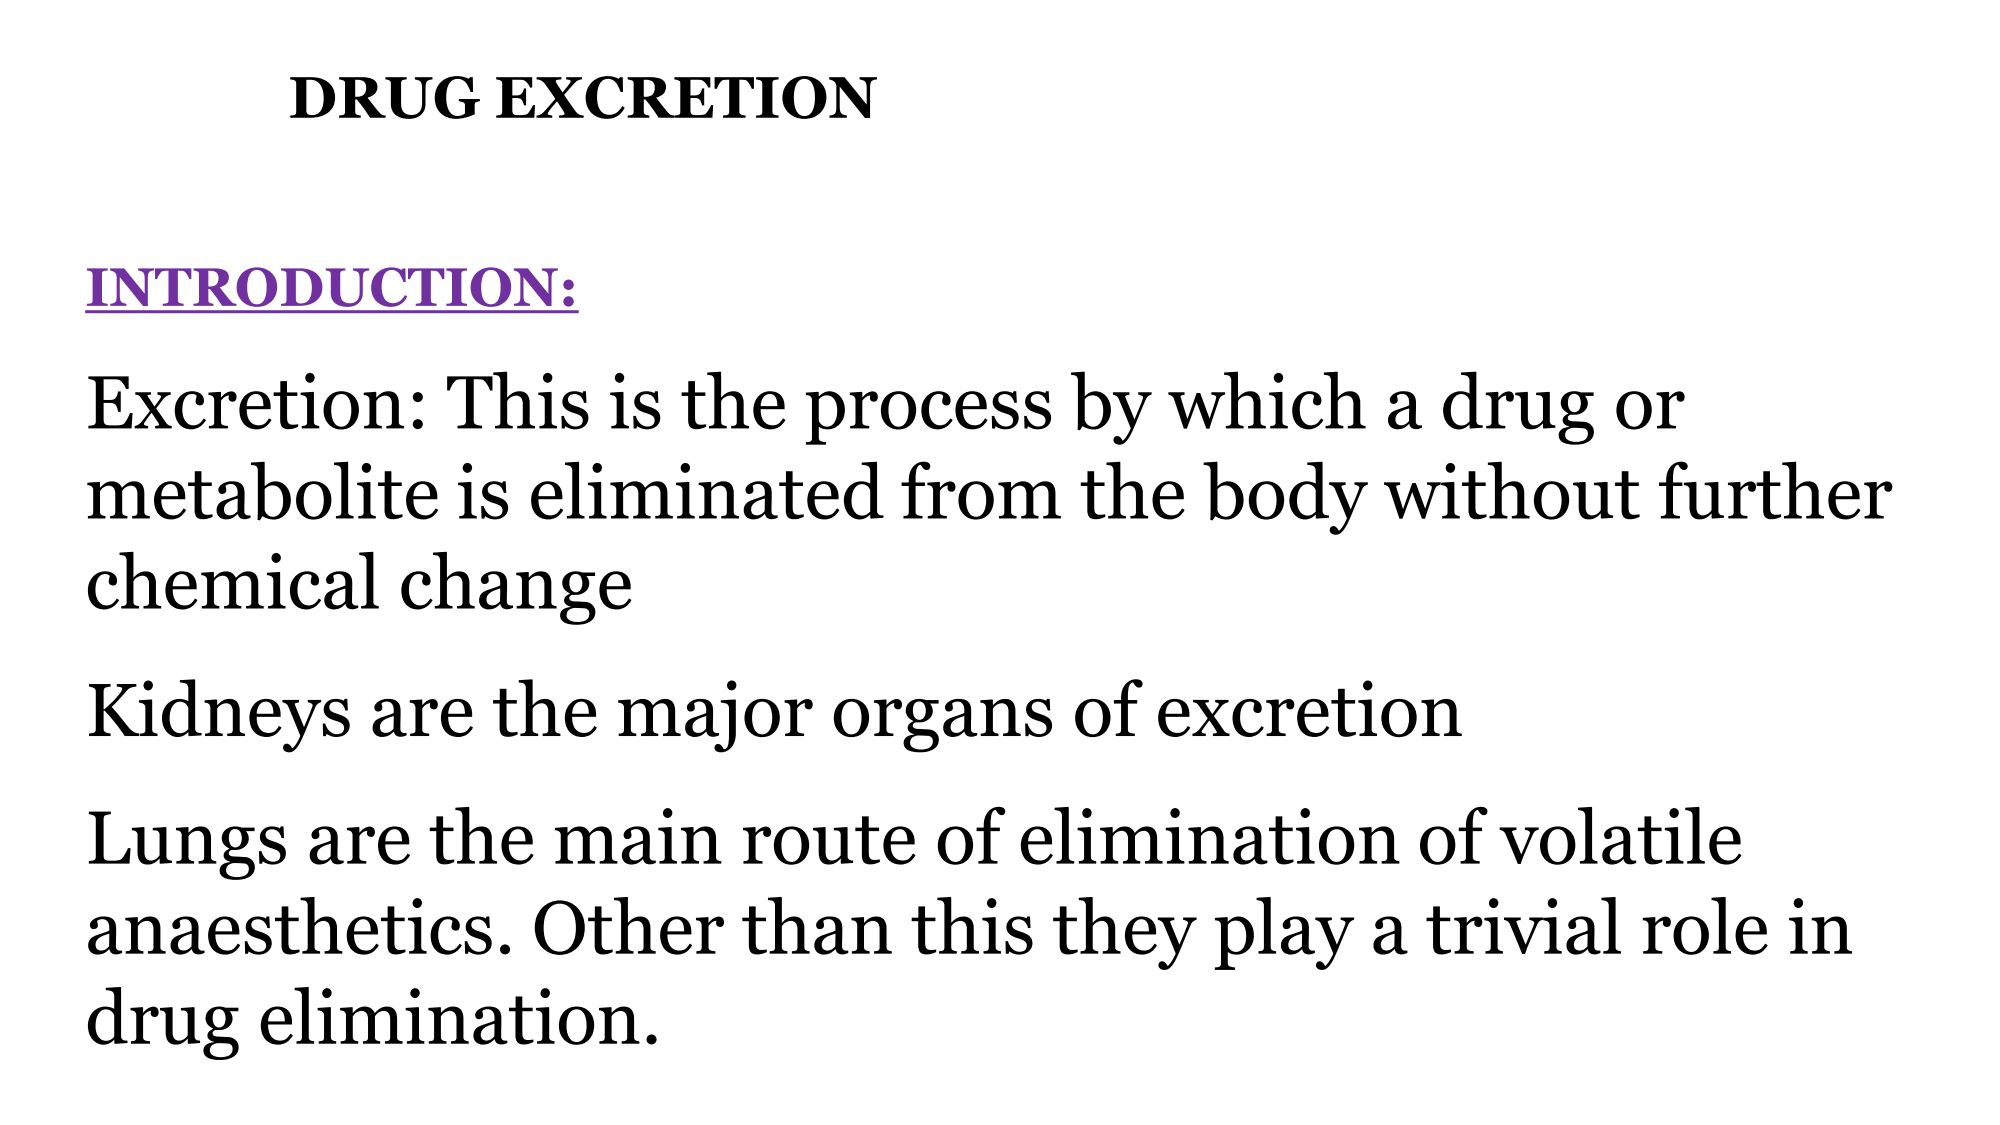 DRUG EXCRETION
INTRODUCTION:
Excretion: This is the process by which a drug or
metabolite is eliminated from the body without further
chemical change
Kidneys are the major organs of excretion
Lungs are the main route of elimination of volatile
anaesthetics. Other than this they play a trivial role in
drug elimination.